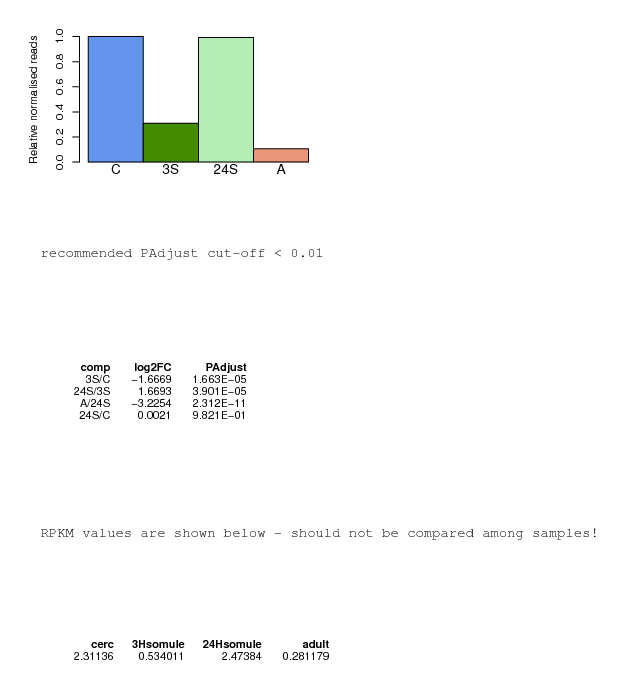 Relative normalised reads
1.0
0.8
0.6
0.4
0.2
0.0
C 3S 24S A
recommended PAdjust cut-off < 0.01
comp log2FC PAdjust
3S/C −1.6669 1.663E−05
24S/3S 1.6693 3.901E−05
A/24S −3.2254 2.312E−11
24S/C 0.0021 9.821E−01
RPKM values are shown below - should not be compared among samples!
cerc 3Hsomule 24Hsomule adult
2.31136 0.534011 2.47384 0.281179